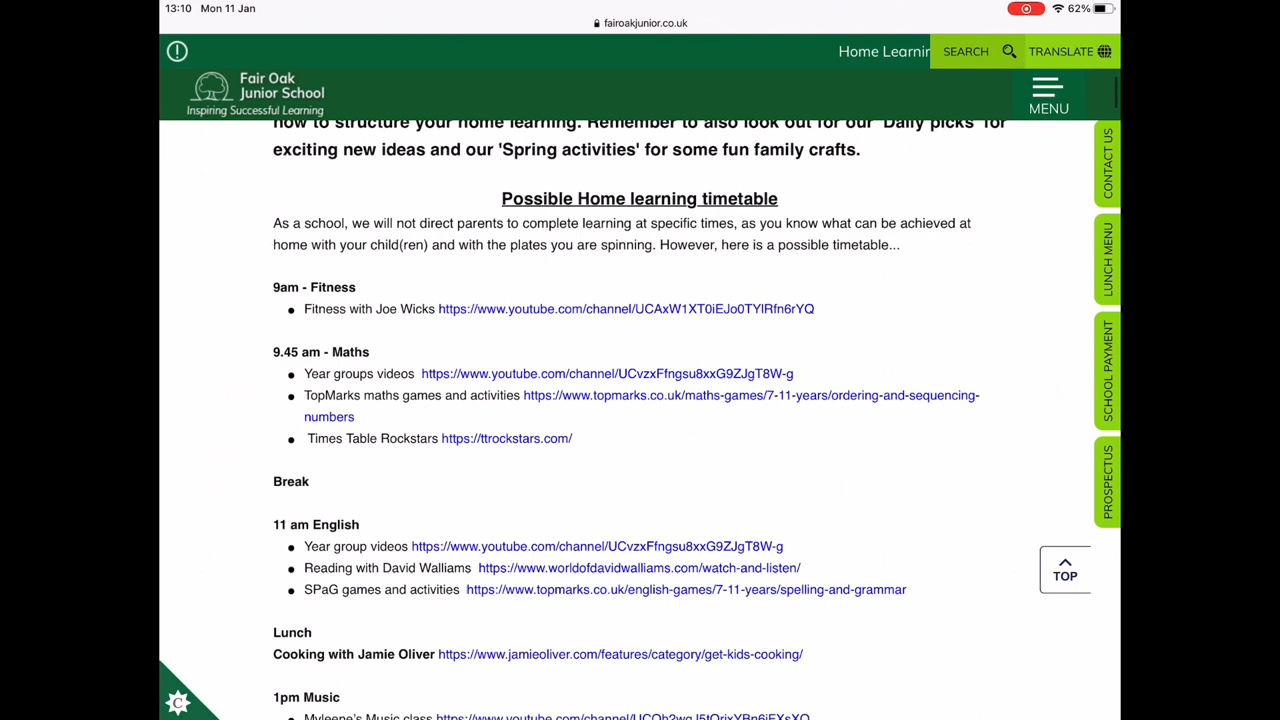 13:10 Mon 11 Jan
62%
fairoakjunior.co.uk
Home Learnin
SEARCH
TRANSLATE
Fair Oak
Junior School
Inspiring Successful Learning
MENU
how to structure your home learning. Remember to also look out for our 'Daily picks' for
exciting new ideas and our 'Spring activities' for some fun family crafts.
Possible Home learning timetable
As a school, we will not direct parents to complete learning at specific times, as you know what can be achieved at
home with your child(ren) and with the plates you are spinning. However, here is a possible timetable...
9am - Fitness
Fitness with Joe Wicks https://www.youtube.com/channel/UCAxW1XT0iEJo0TYlRfn6rYQ
9.45 am - Maths
Year groups videos https://www.youtube.com/channel/UCvzxFfngsu8xxG9ZJgT8W-g
TopMarks maths games and activities https://www.topmarks.co.uk/maths-games/7-11-years/ordering-and-sequencing-
numbers
Times Table Rockstars https://ttrockstars.com/
Break
11 am English
Year group videos https://www.youtube.com/channel/UCvzxFfngsu8xxG9ZJgT8W-g
Reading with David Walliams https://www.worldofdavidwalliams.com/watch-and-listen/
SPaG games and activities https://www.topmarks.co.uk/english-games/7-11-years/spelling-and-grammar
Lunch
Cooking with Jamie Oliver https://www.jamieoliver.com/features/category/get-kids-cooking/
1pm Music
Myleene's Music class
CONTACT US
LUNCH MENU
SCHOOL PAYMENT
PROSPECTUS
TOP
C